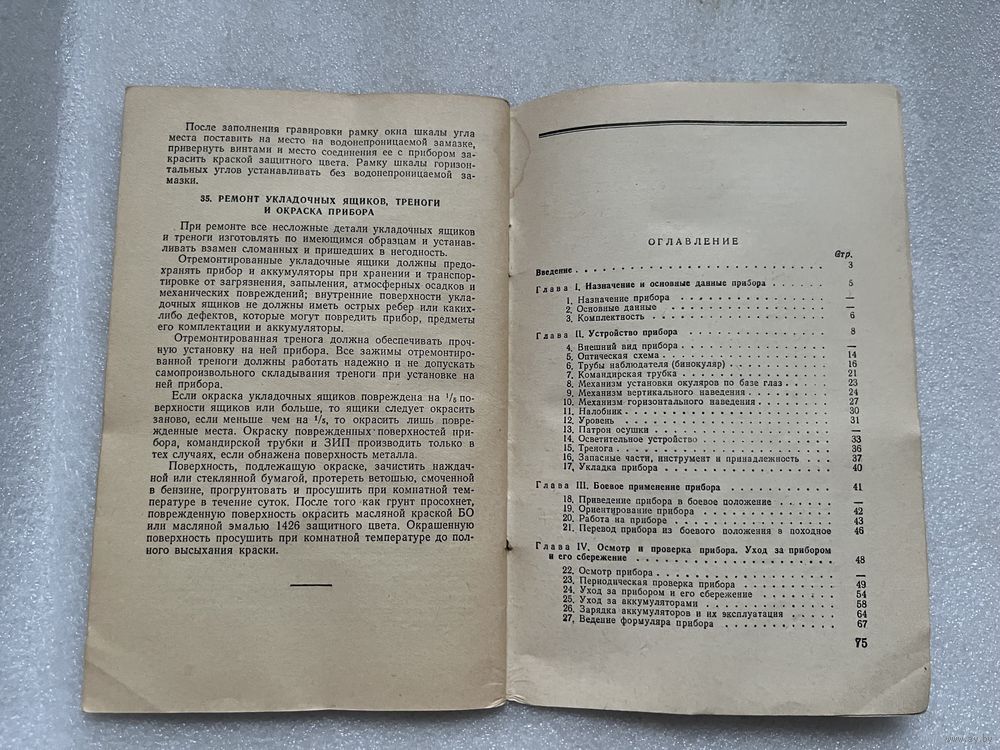 После заполнения гравировки рамку окна шкалы угла
места поставить на место на водонепроницаемой замазке,
привернуть винтами и место соединения ее с прибором за-
красить краской защитного цвета. Рамку шкалы горизон-
тальных углов устанавливать без водонепроницаемой за-
мазки.
35. РЕМОНТ УКЛАДОЧНЫХ ЯЩИКОВ, ТРЕНОГИ
И ОКРАСКА ПРИБОРА
При ремонте все несложные детали укладочных ящиков
и треноги изготовлять по имеющимся образцам и устанав-
ливать взамен сломанных и пришедших в негодность.
Отремонтированные укладочные ящики должны предо-
хранять прибор и аккумуляторы при хранении и транспор-
тировке от загрязнения, запыления, атмосферных осадков и
механических повреждений; внутренние поверхности укла-
дочных ящиков не должны иметь острых ребер или каких-
либо дефектов, которые могут повредить прибор, предметы
его комплектации и аккумуляторы.
Отремонтированная тренога должна обеспечивать проч-
ную установку на ней прибора. Все зажимы отремонтиро-
ванной треноги должны работать надежно и не допускать
самопроизвольного складывания треноги при установке на
ней прибора.
Если окраска укладочных ящиков повреждена на 1/5 по-
верхности ящиков или больше, то ящики следует окрасить
заново, если меньше чем на 1/5, то окрасить лишь повреж-
денные места. Окраску поврежденных поверхностей при-
бора, командирской трубки и ЗИП производить только в
тех случаях, если обнажена поверхность металла.
Поверхность, подлежащую окраске, зачистить наждач-
ной или стеклянной бумагой, протереть ветошью, смоченной
в бензине, прогрунтовать и просушить при комнатной тем-
пературе в течение суток. После того как грунт просохнет,
поврежденную поверхность окрасить масляной краской БО
или масляной эмалью 1426 защитного цвета. Окрашенную
поверхность просушить при комнатной температуре до пол-
ного высыхания краски.
ОГЛАВЛЕНИЕ
Стр.
Введение . . . . . . . . . . . . . . . . . . . . 3
Глава I. Назначение и основные данные прибора . . . . . . 5
1. Назначение прибора . . . . . . . . . . . . —
2. Основные данные . . . . . . . . . . . . —
3. Комплектность . . . . . . . . . . . . . 6
Глава II. Устройство прибора . . . . . . . . . . . 8
4. Внешний вид прибора . . . . . . . . . . . —
5. Оптическая схема . . . . . . . . . . . . 14
6. Трубы наблюдателя (бинокуляр) . . . . . . . . 16
7. Командирская трубка . . . . . . . . . . . 21
8. Механизм установки окуляров по базе глаз . . . . . 23
9. Механизм вертикального наведения . . . . . . . 24
10. Механизм горизонтального наведения . . . . . . 27
11. Налобник . . . . . . . . . . . . . . 30
12. Уровень . . . . . . . . . . . . . . . 31
13. Патрон осушки . . . . . . . . . . . . . —
14. Осветительное устройство . . . . . . . . . . 33
15. Тренога . . . . . . . . . . . . . . . 36
16. Запасные части, инструмент и принадлежность . . . 37
17. Укладка прибора . . . . . . . . . . . . 40
Глава III. Боевое применение прибора . . . . . . . . 41
18. Приведение прибора в боевое положение . . . . . —
19. Ориентирование прибора . . . . . . . . . . 42
20. Работа на приборе . . . . . . . . . . . . 43
21. Перевод прибора из боевого положения в походное 46
Глава IV. Осмотр и проверка прибора. Уход за прибором
и его сбережение . . . . . . . . . . . . . 48
22. Осмотр прибора . . . . . . . . . . . . . —
23. Периодическая проверка прибора . . . . . . . 49
24. Уход за прибором и его сбережение . . . . . . . 54
25. Уход за аккумуляторами . . . . . . . . . . 58
26. Зарядка аккумуляторов и их эксплуатация . . . . . 64
27. Ведение формуляра прибора . . . . . . . . . 67
75
www.ay.by